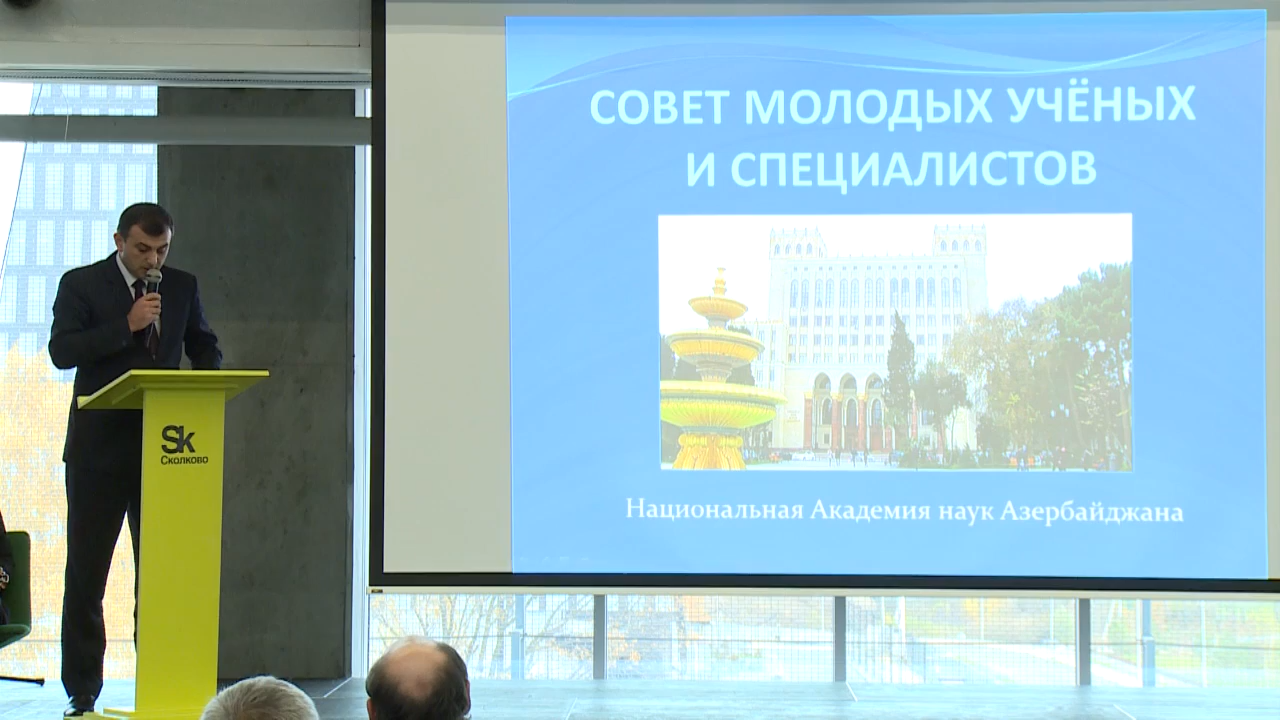 СОВЕТ МОЛОДЫХ УЧЁНЫХ
И СПЕЦИАЛИСТОВ
Национальная Академия наук Азербайджана
Sk
Сколково